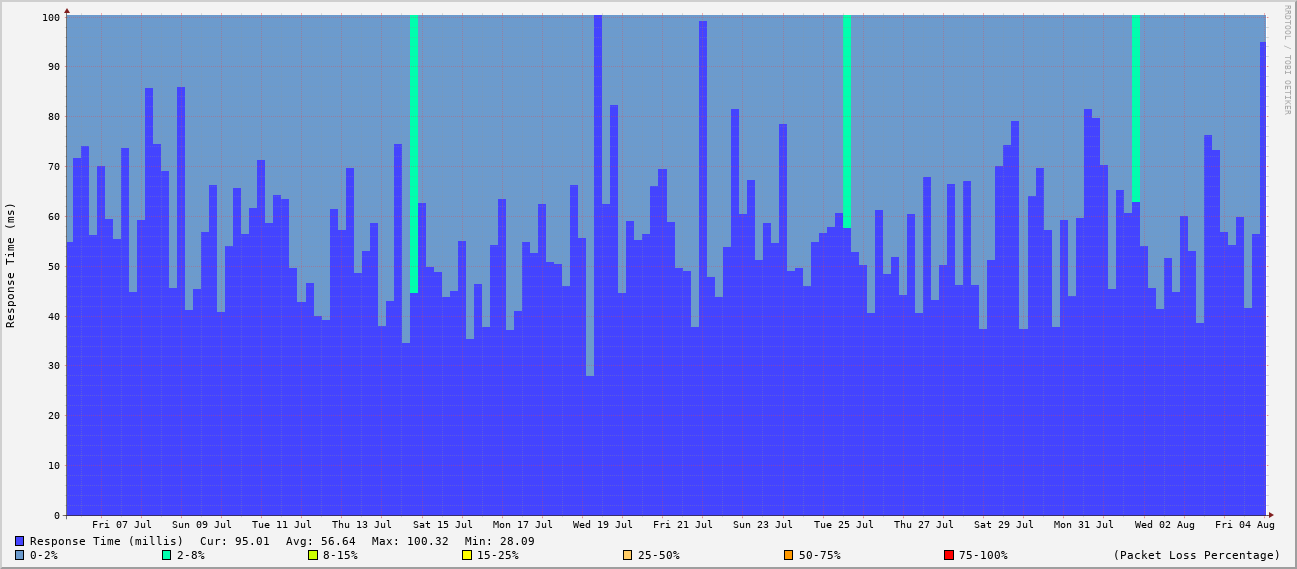 RRDTOOL / TOBI OETIKER
Response Time (ms)
100
90
80
70
60
50
40
30
20
10
0
Fri 07 Jul Sun 09 Jul Tue 11 Jul Thu 13 Jul Sat 15 Jul Mon 17 Jul Wed 19 Jul Fri 21 Jul Sun 23 Jul Tue 25 Jul Thu 27 Jul Sat 29 Jul Mon 31 Jul Wed 02 Aug Fri 04 Aug
Response Time (millis) Cur: 95.01 Avg: 56.64 Max: 100.32 Min: 28.09
0-2% 2-8% 8-15% 15-25% 25-50% 50-75% 75-100% (Packet Loss Percentage)